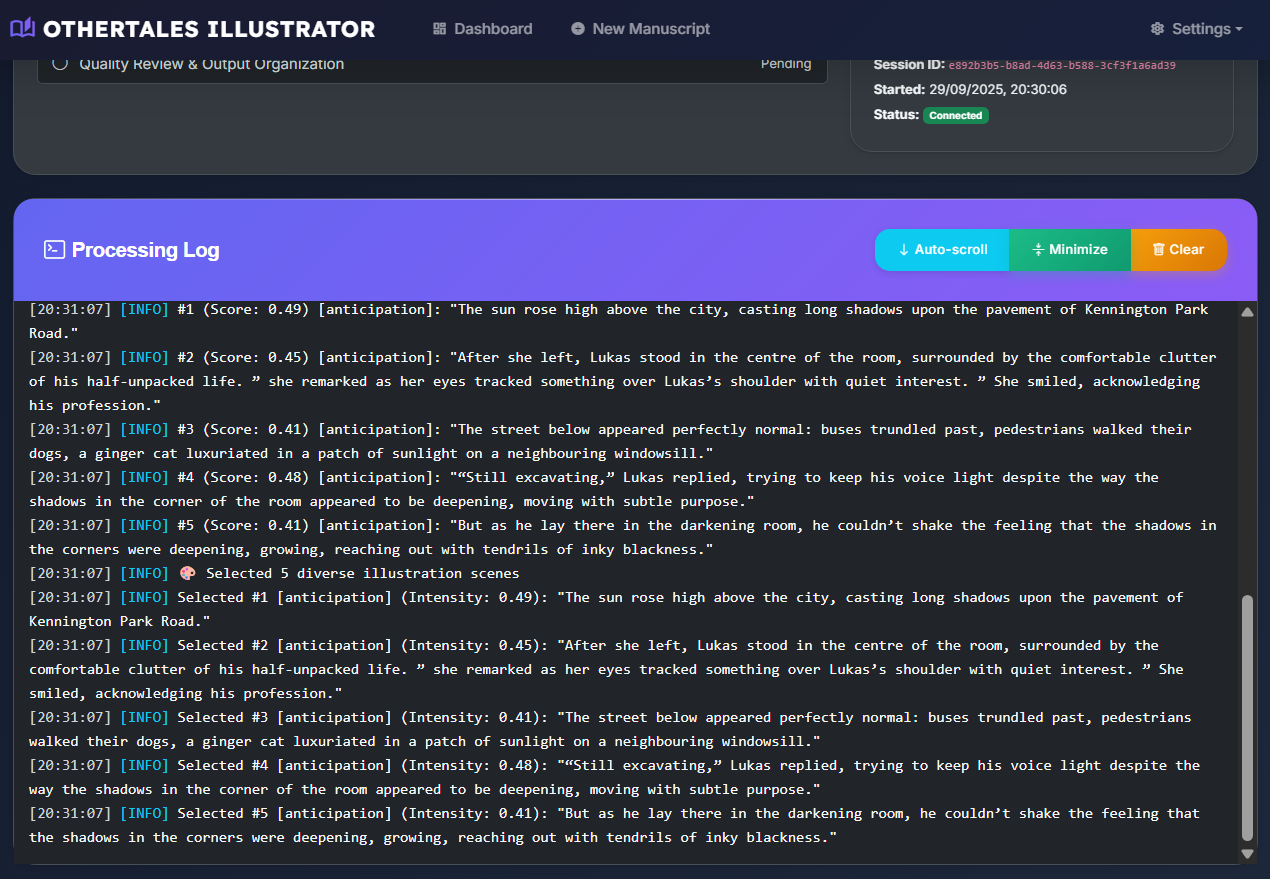 OTHERTALES ILLUSTRATOR
Dashboard
New Manuscript
Settings
Quality Review & Output Organization
Pending
Session ID: e892b3b5-b8ad-4d63-b588-3cf3f1a6ad39
Started: 29/09/2025, 20:30:06
Status: Connected
Processing Log
Auto-scroll
Minimize
Clear
[20:31:07] [INFO] #1 (Score: 0.49) [anticipation]: "The sun rose high above the city, casting long shadows upon the pavement of Kennington Park
Road."
[20:31:07] [INFO] #2 (Score: 0.45) [anticipation]: "After she left, Lukas stood in the centre of the room, surrounded by the comfortable clutter
of his half-unpacked life. ” she remarked as her eyes tracked something over Lukas’s shoulder with quiet interest. ” She smiled, acknowledging
his profession."
[20:31:07] [INFO] #3 (Score: 0.41) [anticipation]: "The street below appeared perfectly normal: buses trundled past, pedestrians walked their
dogs, a ginger cat luxuriated in a patch of sunlight on a neighbouring windowsill."
[20:31:07] [INFO] #4 (Score: 0.48) [anticipation]: "“Still excavating,” Lukas replied, trying to keep his voice light despite the way the
shadows in the corner of the room appeared to be deepening, moving with subtle purpose."
[20:31:07] [INFO] #5 (Score: 0.41) [anticipation]: "But as he lay there in the darkening room, he couldn’t shake the feeling that the shadows in
the corners were deepening, growing, reaching out with tendrils of inky blackness."
[20:31:07] [INFO] 🎨 Selected 5 diverse illustration scenes
[20:31:07] [INFO] Selected #1 [anticipation] (Intensity: 0.49): "The sun rose high above the city, casting long shadows upon the pavement of
Kennington Park Road."
[20:31:07] [INFO] Selected #2 [anticipation] (Intensity: 0.45): "After she left, Lukas stood in the centre of the room, surrounded by the
comfortable clutter of his half-unpacked life. ” she remarked as her eyes tracked something over Lukas’s shoulder with quiet interest. ” She
smiled, acknowledging his profession."
[20:31:07] [INFO] Selected #3 [anticipation] (Intensity: 0.41): "The street below appeared perfectly normal: buses trundled past, pedestrians
walked their dogs, a ginger cat luxuriated in a patch of sunlight on a neighbouring windowsill."
[20:31:07] [INFO] Selected #4 [anticipation] (Intensity: 0.48): "“Still excavating,” Lukas replied, trying to keep his voice light despite the
way the shadows in the corner of the room appeared to be deepening, moving with subtle purpose."
[20:31:07] [INFO] Selected #5 [anticipation] (Intensity: 0.41): "But as he lay there in the darkening room, he couldn’t shake the feeling that
the shadows in the corners were deepening, growing, reaching out with tendrils of inky blackness."